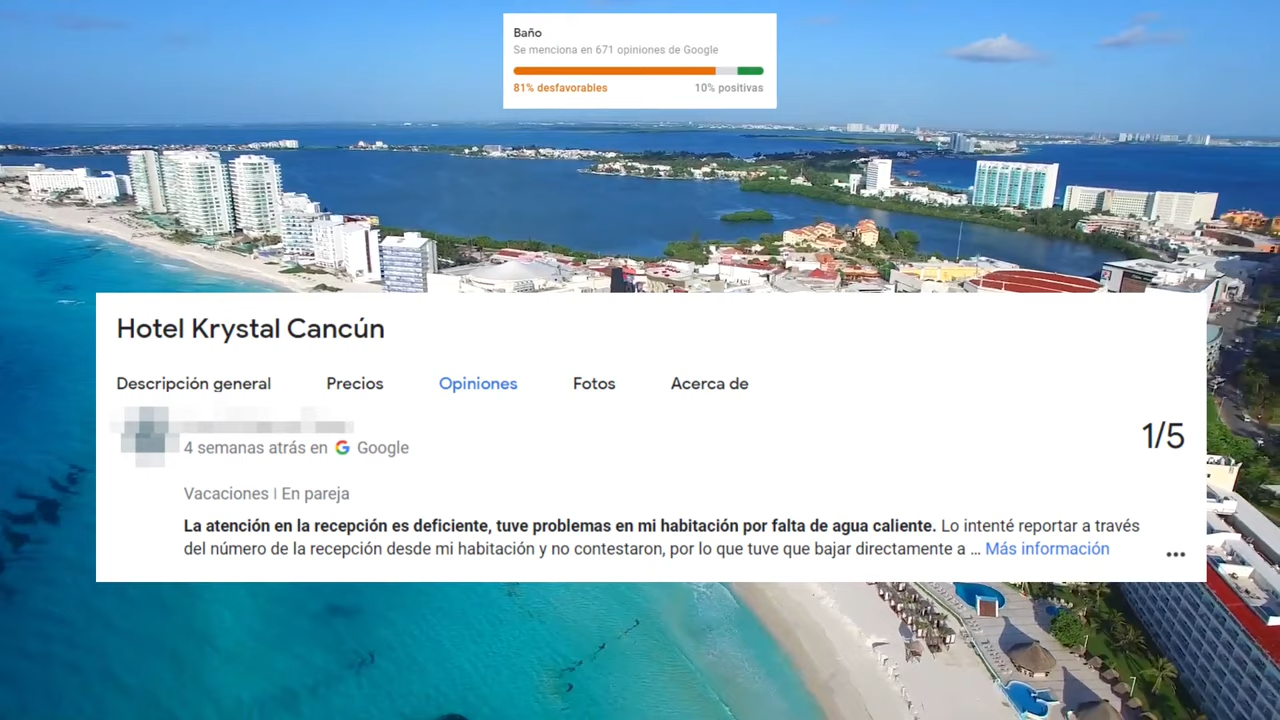 Baño
Se menciona en 671 opiniones de Google
81% desfavorables
10% positivas
Hotel Krystal Cancún
Descripción general
Precios
Opiniones
Fotos
Acerca de
4 semanas atrás en Google
1/5
Vacaciones | En pareja
La atención en la recepción es deficiente, tuve problemas en mi habitación por falta de agua caliente. Lo intenté reportar a través
del número de la recepción desde mi habitación y no contestaron, por lo que tuve que bajar directamente a ... Más información